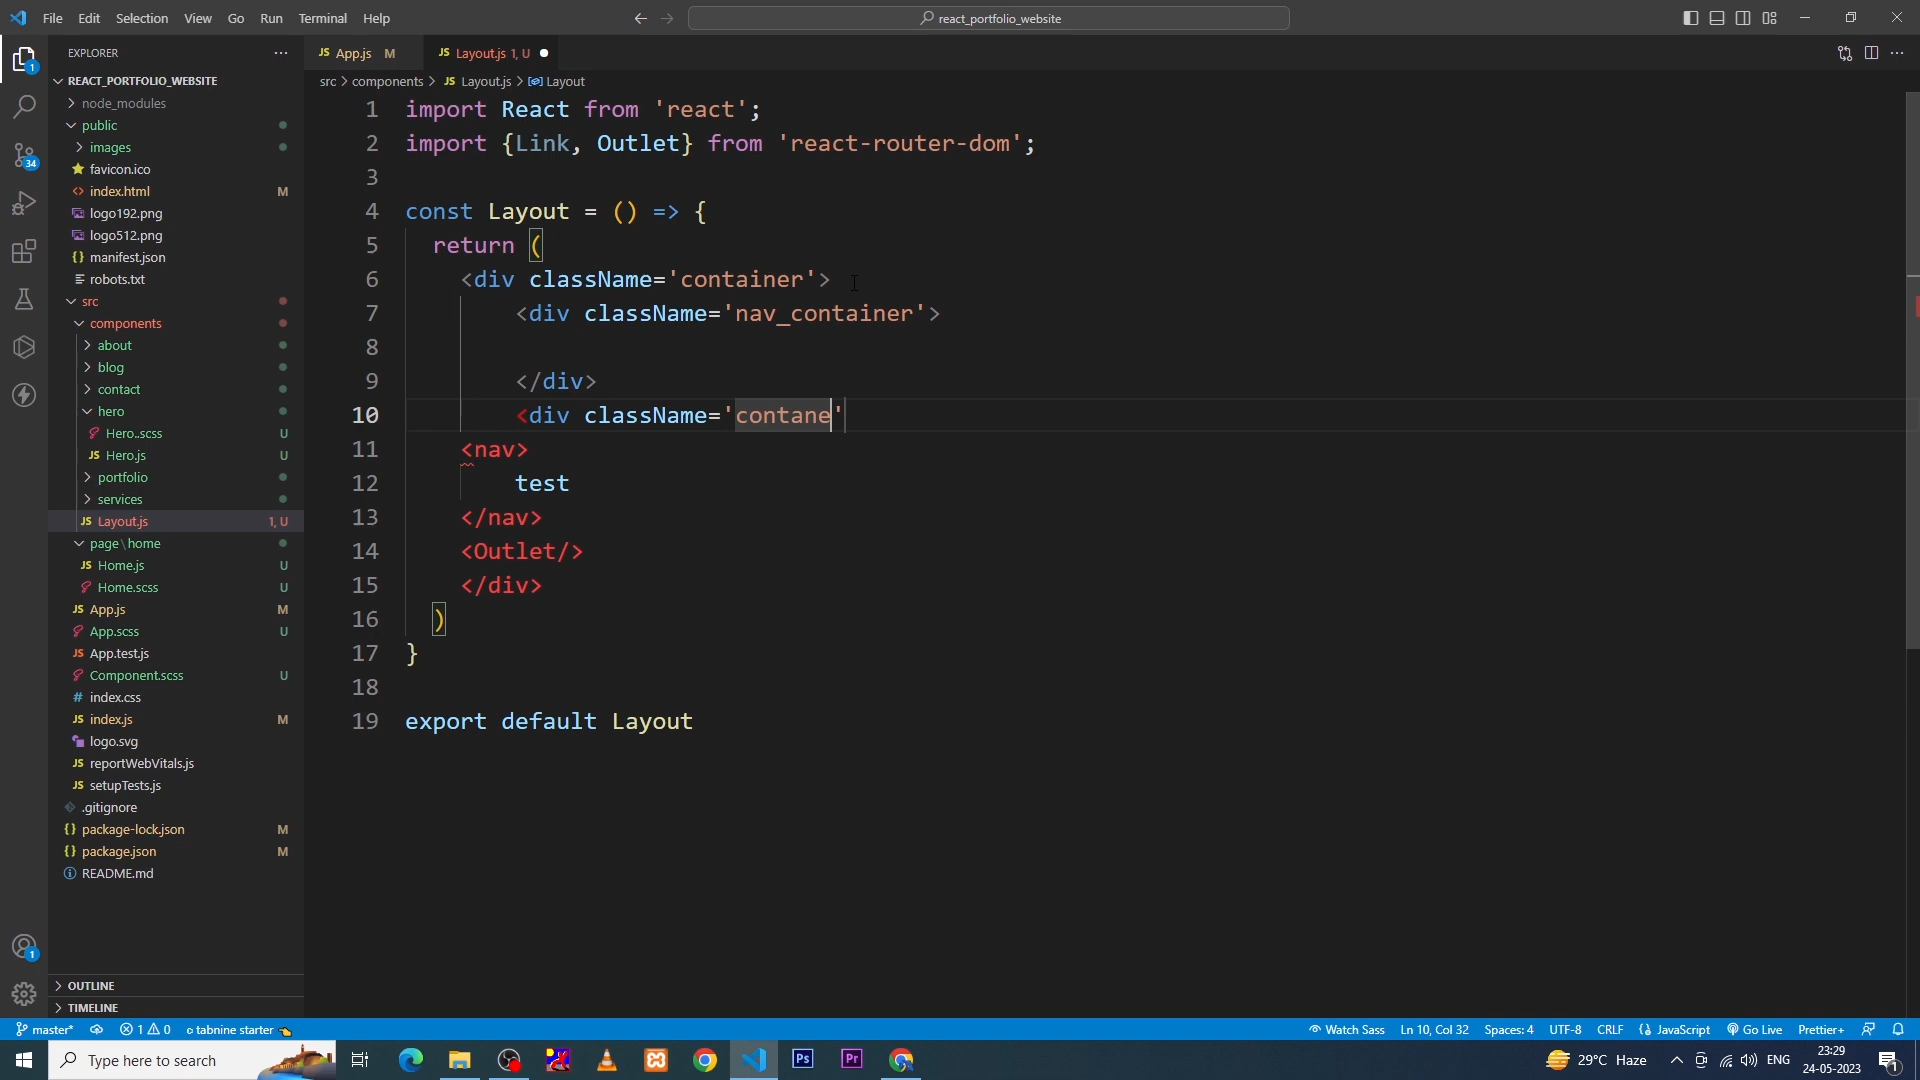 File Edit Selection View Go Run Terminal Help
react_portfolio_website
EXPLORER
REACT_PORTFOLIO_WEBSITE
node_modules
public
images
favicon.ico
index.html M
logo192.png
logo512.png
manifest.json
robots.txt
src
components
about
blog
contact
hero
Hero..scss U
Hero.js U
portfolio
services
Layout.js 1, U
page\home
Home.js U
Home.scss U
App.js M
App.scss U
App.test.js
Component.scss U
index.css
index.js M
logo.svg
reportWebVitals.js
setupTests.js
.gitignore
package-lock.json M
package.json M
README.md
OUTLINE
TIMELINE
App.js M
Layout.js 1, U
src > components > Layout.js > Layout
1 import React from 'react';
2 import {Link, Outlet} from 'react-router-dom';
3
4 const Layout = () => {
5 return (
6 <div className='container'>
7 <div className='nav_container'>
8
9 </div>
10 <div className='contane'
11 <nav>
12 test
13 </nav>
14 <Outlet/>
15 </div>
16 )
17 }
18
19 export default Layout
master* 1 0 tabnine starter
Watch Sass Ln 10, Col 32 Spaces: 4 UTF-8 CRLF JavaScript Go Live Prettier+
Type here to search
29°C Haze
ENG
23:29
24-05-2023